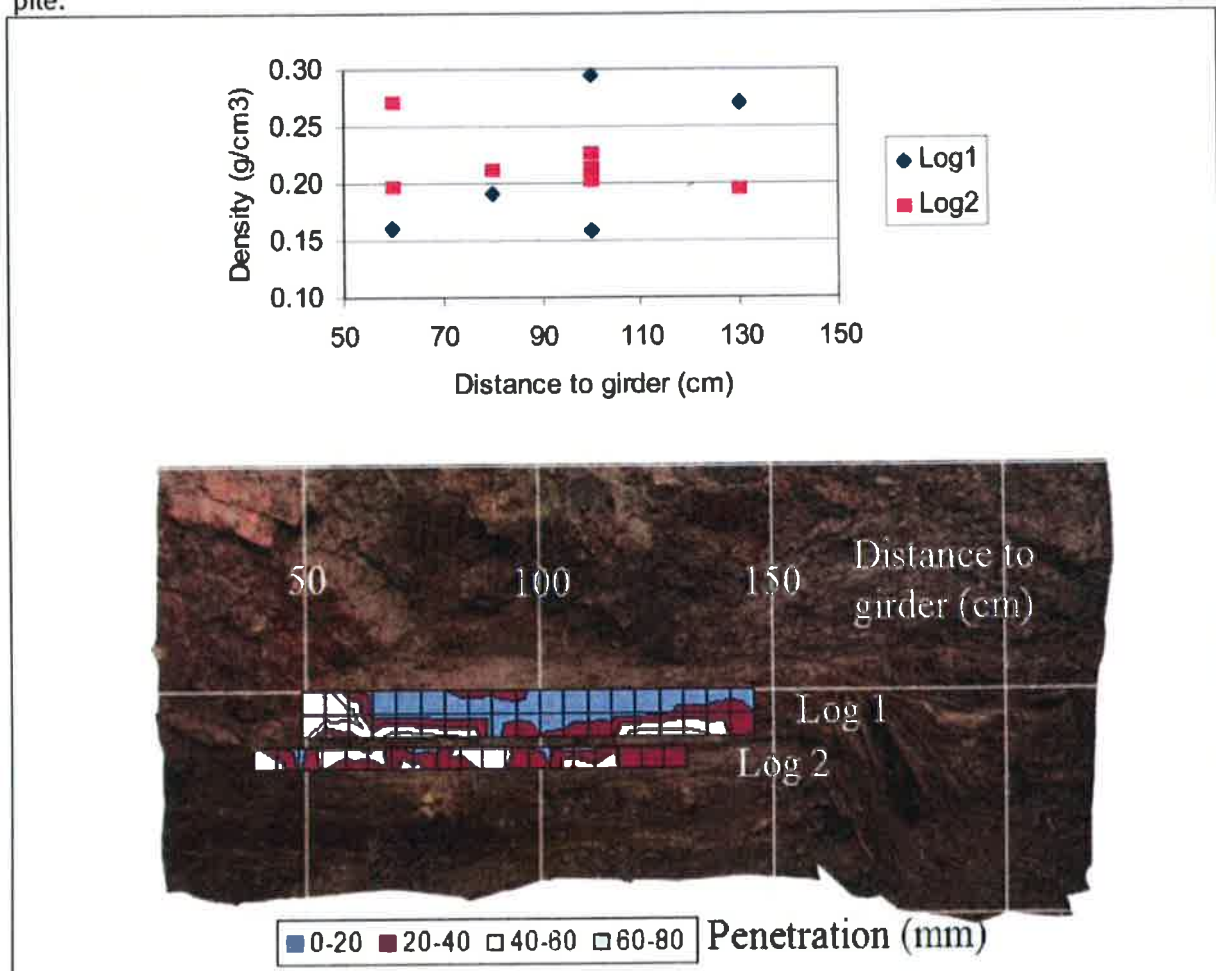 pile.
0.30
0.25
0.20
0.15
0.10
Density (g/cm3)
Log1
Log2
50 70 90 110 130 150
Distance to girder (cm)
50 100 150 Distance to
girder (cm)
Log 1
Log 2
0-20 20-40 40-60 60-80 Penetration (mm)